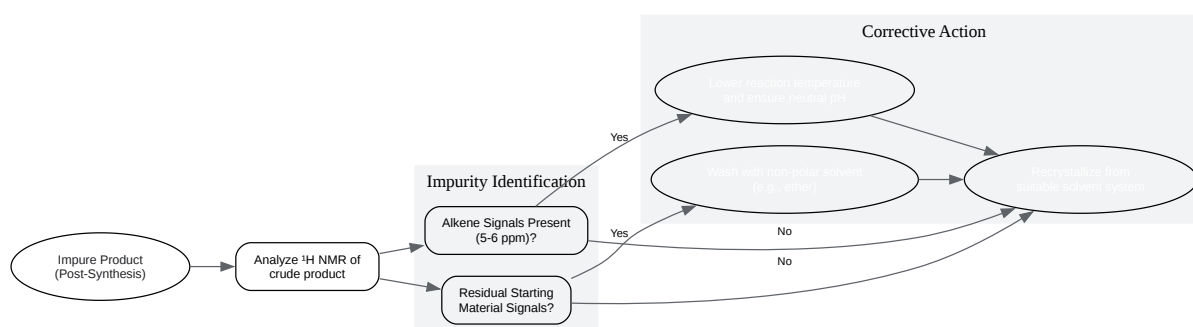 Corrective Action
Lower reaction temperature
and ensure neutral pH
Yes
Impurity Identification
Wash with non-polar solvent
(e.g., ether)
Recrystallize from
suitable solvent system
Alkene Signals Present
(5-6 ppm)?
Yes
No
Impure Product
(Post-Synthesis)
Analyze ¹H NMR of
crude product
No
Residual Starting
Material Signals?